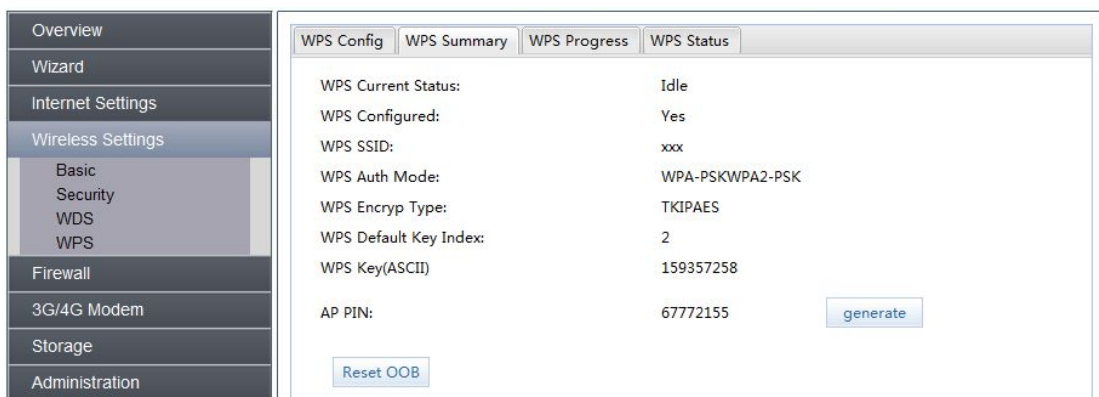 Overview
Wizard
Internet Settings
Wireless Settings
Basic
Security
WDS
WPS
Firewall
3G/4G Modem
Storage
Administration
WPS Config WPS Summary WPS Progress WPS Status
WPS Current Status: Idle
WPS Configured: Yes
WPS SSID: xxx
WPS Auth Mode: WPA-PSKWPA2-PSK
WPS Encryp Type: TKIPAES
WPS Default Key Index: 2
WPS Key(ASCII) 159357258
AP PIN: 67772155 generate
Reset OOB